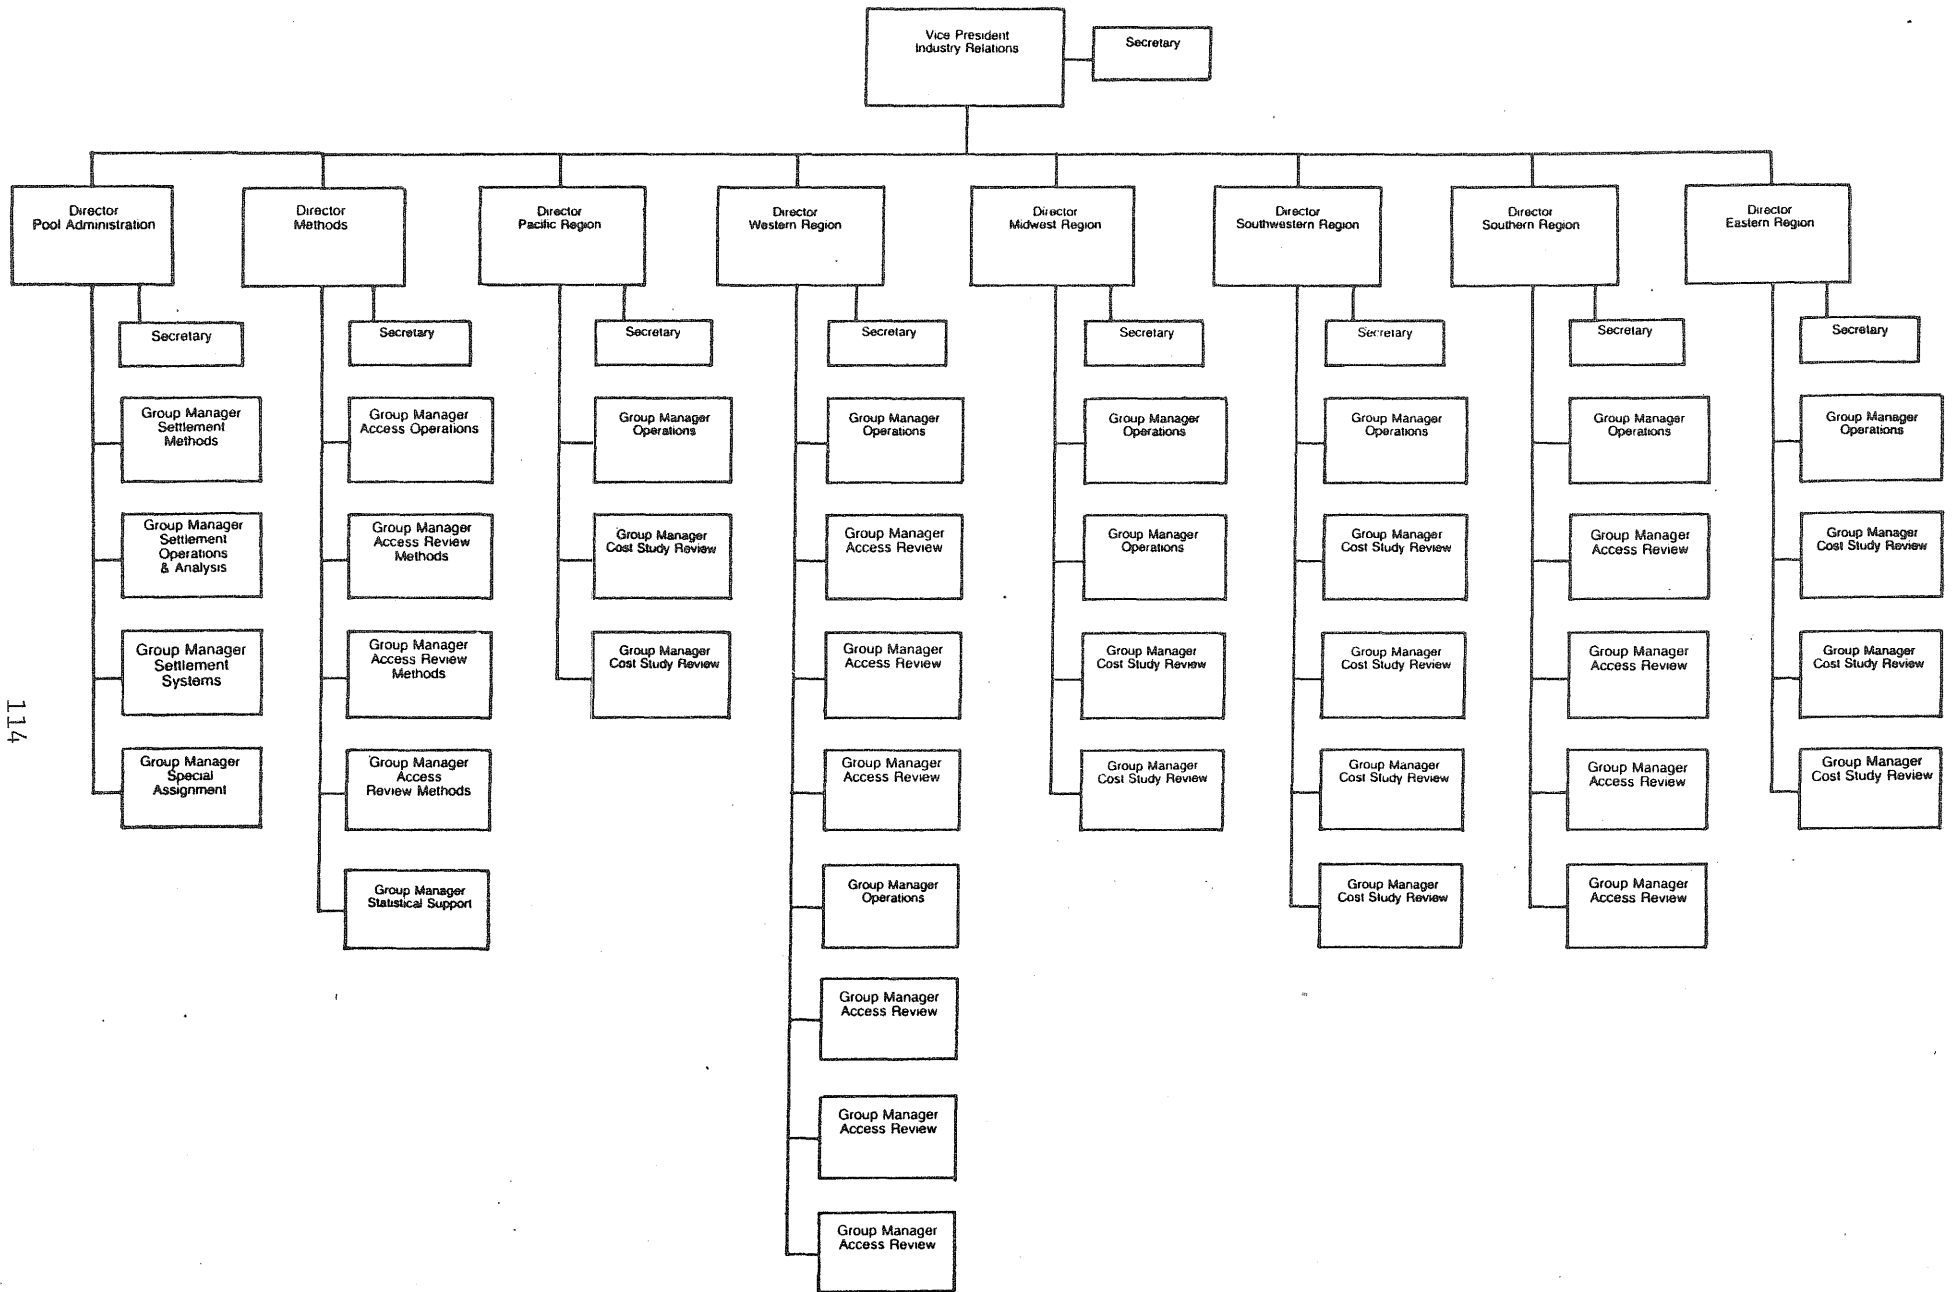 Vice President
Industry Relations
Secretary
Director
Pool Administration
Director
Methods
Director
Pacific Region
Director
Western Region
Director
Midwest Region
Director
Southwestern Region
Director
Southern Region
Director
Eastern Region
Secretary
Secretary
Secretary
Secretary
Secretary
Secretary
Secretary
Secretary
Group Manager
Settlement
Methods
Group Manager
Access Operations
Group Manager
Operations
Group Manager
Operations
Group Manager
Operations
Group Manager
Operations
Group Manager
Operations
Group Manager
Operations
Group Manager
Settlement
Operations
& Analysis
Group Manager
Access Review
Methods
Group Manager
Cost Study Review
Group Manager
Access Review
Group Manager
Operations
Group Manager
Cost Study Review
Group Manager
Access Review
Group Manager
Cost Study Review
Group Manager
Settlement
Systems
Group Manager
Access Review
Methods
Group Manager
Cost Study Review
Group Manager
Access Review
Group Manager
Cost Study Review
Group Manager
Cost Study Review
Group Manager
Access Review
Group Manager
Cost Study Review
Group Manager
Special
Assignment
Group Manager
Access
Review Methods
Group Manager
Access Review
Group Manager
Cost Study Review
Group Manager
Cost Study Review
Group Manager
Access Review
Group Manager
Cost Study Review
Group Manager
Statistical Support
Group Manager
Operations
Group Manager
Cost Study Review
Group Manager
Access Review
Group Manager
Access Review
Group Manager
Access Review
Group Manager
Access Review
114